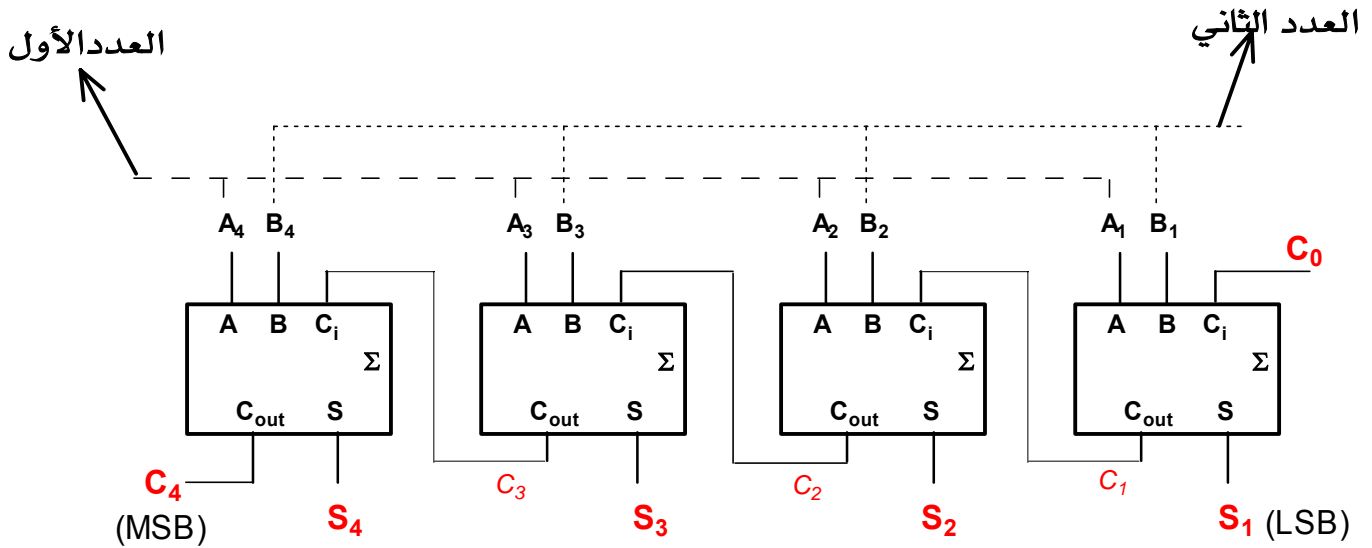 العدد الثاني
العددالأول
A₄ B₄ A₃ B₃ A₂ B₂ A₁ B₁
C₀
A B Cᵢ A B Cᵢ A B Cᵢ A B Cᵢ
Σ Σ Σ Σ
Cout S Cout S Cout S Cout S
C₄ C₃ C₂ C₁
(MSB) S₄ S₃ S₂ S₁ (LSB)